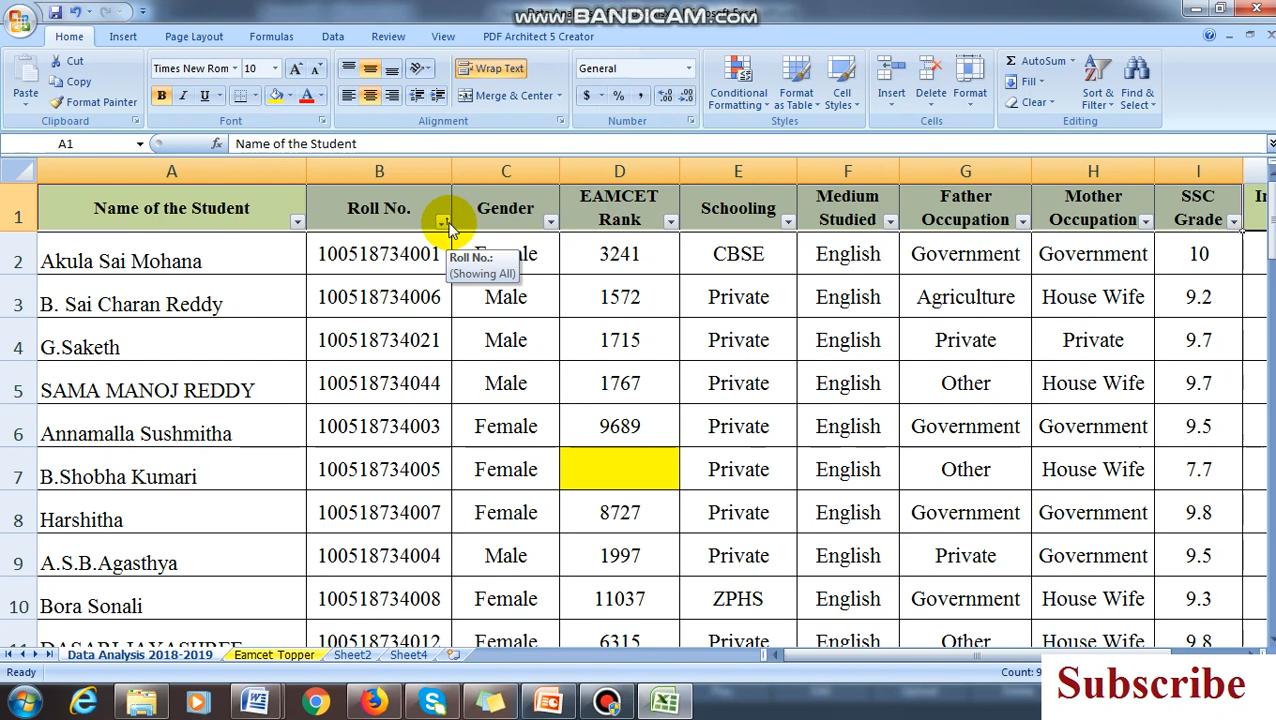 www.BANDICAM.com
Home Insert Page Layout Formulas Data Review View PDF Architect 5 Creator
Paste
Cut
Copy
Format Painter
Clipboard
Times New Rom 10
B I U
Font
Wrap Text
Merge & Center
Alignment
General
$ % ,
Number
Conditional Formatting
Format as Table
Cell Styles
Styles
Insert
Delete
Format
Cells
Σ AutoSum
Fill
Clear
Sort & Filter
Find & Select
Editing
A1 fx Name of the Student
A B C D E F G H I
1 Name of the Student Roll No. Gender EAMCET Rank Schooling Medium Studied Father Occupation Mother Occupation SSC Grade
Roll No.:
(Showing All)
2 Akula Sai Mohana 100518734001 3241 CBSE English Government Government 10
3 B. Sai Charan Reddy 100518734006 Male 1572 Private English Agriculture House Wife 9.2
4 G.Saketh 100518734021 Male 1715 Private English Private Private 9.7
5 SAMA MANOJ REDDY 100518734044 Male 1767 Private English Other House Wife 9.7
6 Annamalla Sushmitha 100518734003 Female 9689 Private English Government Government 9.5
7 B.Shobha Kumari 100518734005 Female Private English Other House Wife 7.7
8 Harshitha 100518734007 Female 8727 Private English Government Government 9.8
9 A.S.B.Agasthya 100518734004 Male 1997 Private English Private Government 9.5
10 Bora Sonali 100518734008 Female 11037 ZPHS English Government House Wife 9.3
11 DASARI JAYASHREE 100518734012 Female 6315 Private English Other House Wife 9.8
Data Analysis 2018-2019 Eamcet Topper Sheet2 Sheet4
Ready Count: 9
Subscribe